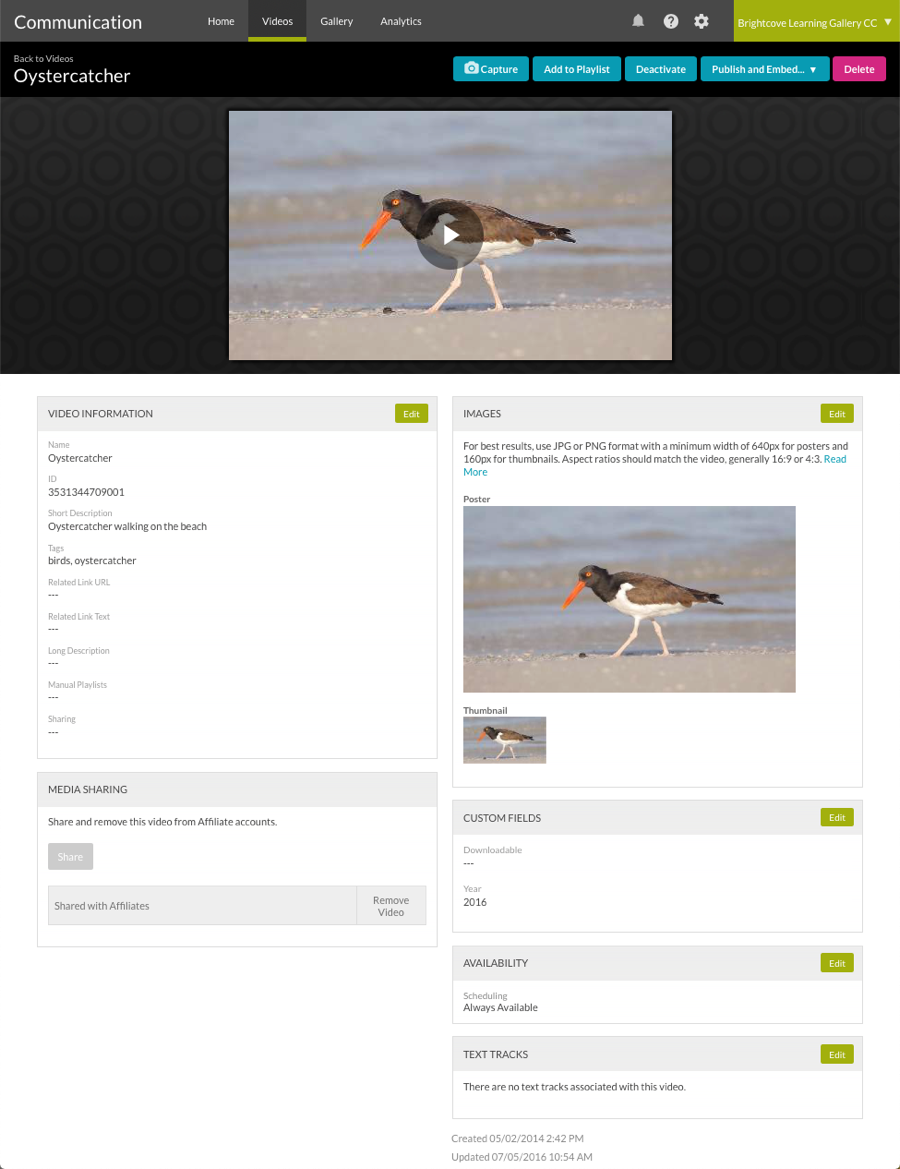 Communication
Home
Videos
Gallery
Analytics
Brightcove Learning Gallery CC
Back to Videos
Oystercatcher
Capture
Add to Playlist
Deactivate
Publish and Embed...
Delete
VIDEO INFORMATION
Edit
Name
Oystercatcher
ID
3531344709001
Short Description
Oystercatcher walking on the beach
Tags
birds, oystercatcher
Related Link URL
---
Related Link Text
---
Long Description
---
Manual Playlists
---
Sharing
---
MEDIA SHARING
Share and remove this video from Affiliate accounts.
Share
Shared with Affiliates
Remove
Video
IMAGES
Edit
For best results, use JPG or PNG format with a minimum width of 640px for posters and
160px for thumbnails. Aspect ratios should match the video, generally 16:9 or 4:3. Read
More
Poster
Thumbnail
CUSTOM FIELDS
Edit
Downloadable
---
Year
2016
AVAILABILITY
Edit
Scheduling
Always Available
TEXT TRACKS
Edit
There are no text tracks associated with this video.
Created 05/02/2014 2:42 PM
Updated 07/05/2016 10:54 AM